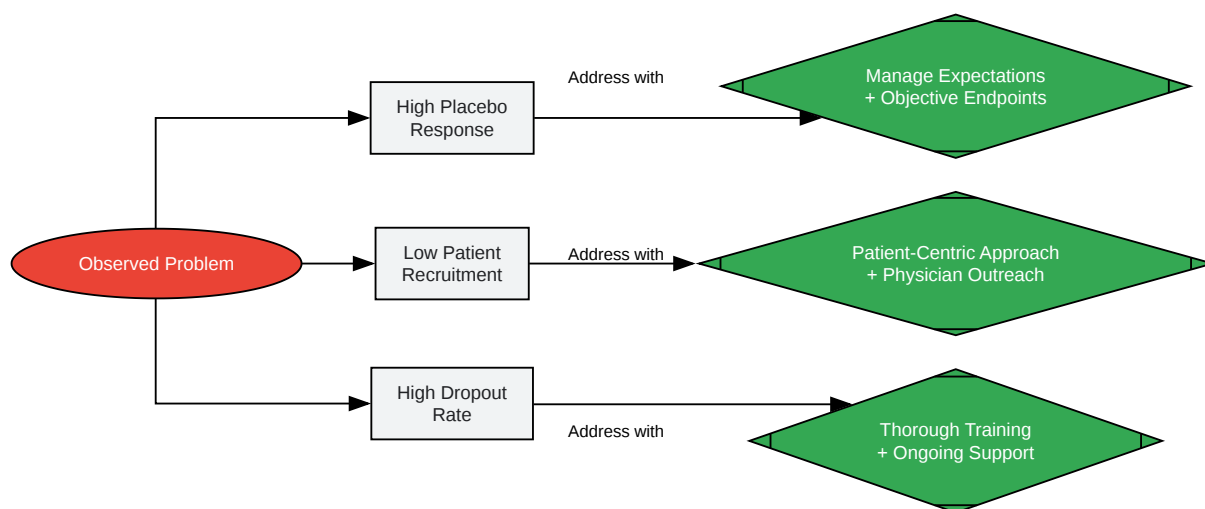 Address with
Manage Expectations
+ Objective Endpoints
High Placebo
Response
Observed Problem
Low Patient
Recruitment
Address with
Patient-Centric Approach
+ Physician Outreach
High Dropout
Rate
Address with
Thorough Training
+ Ongoing Support